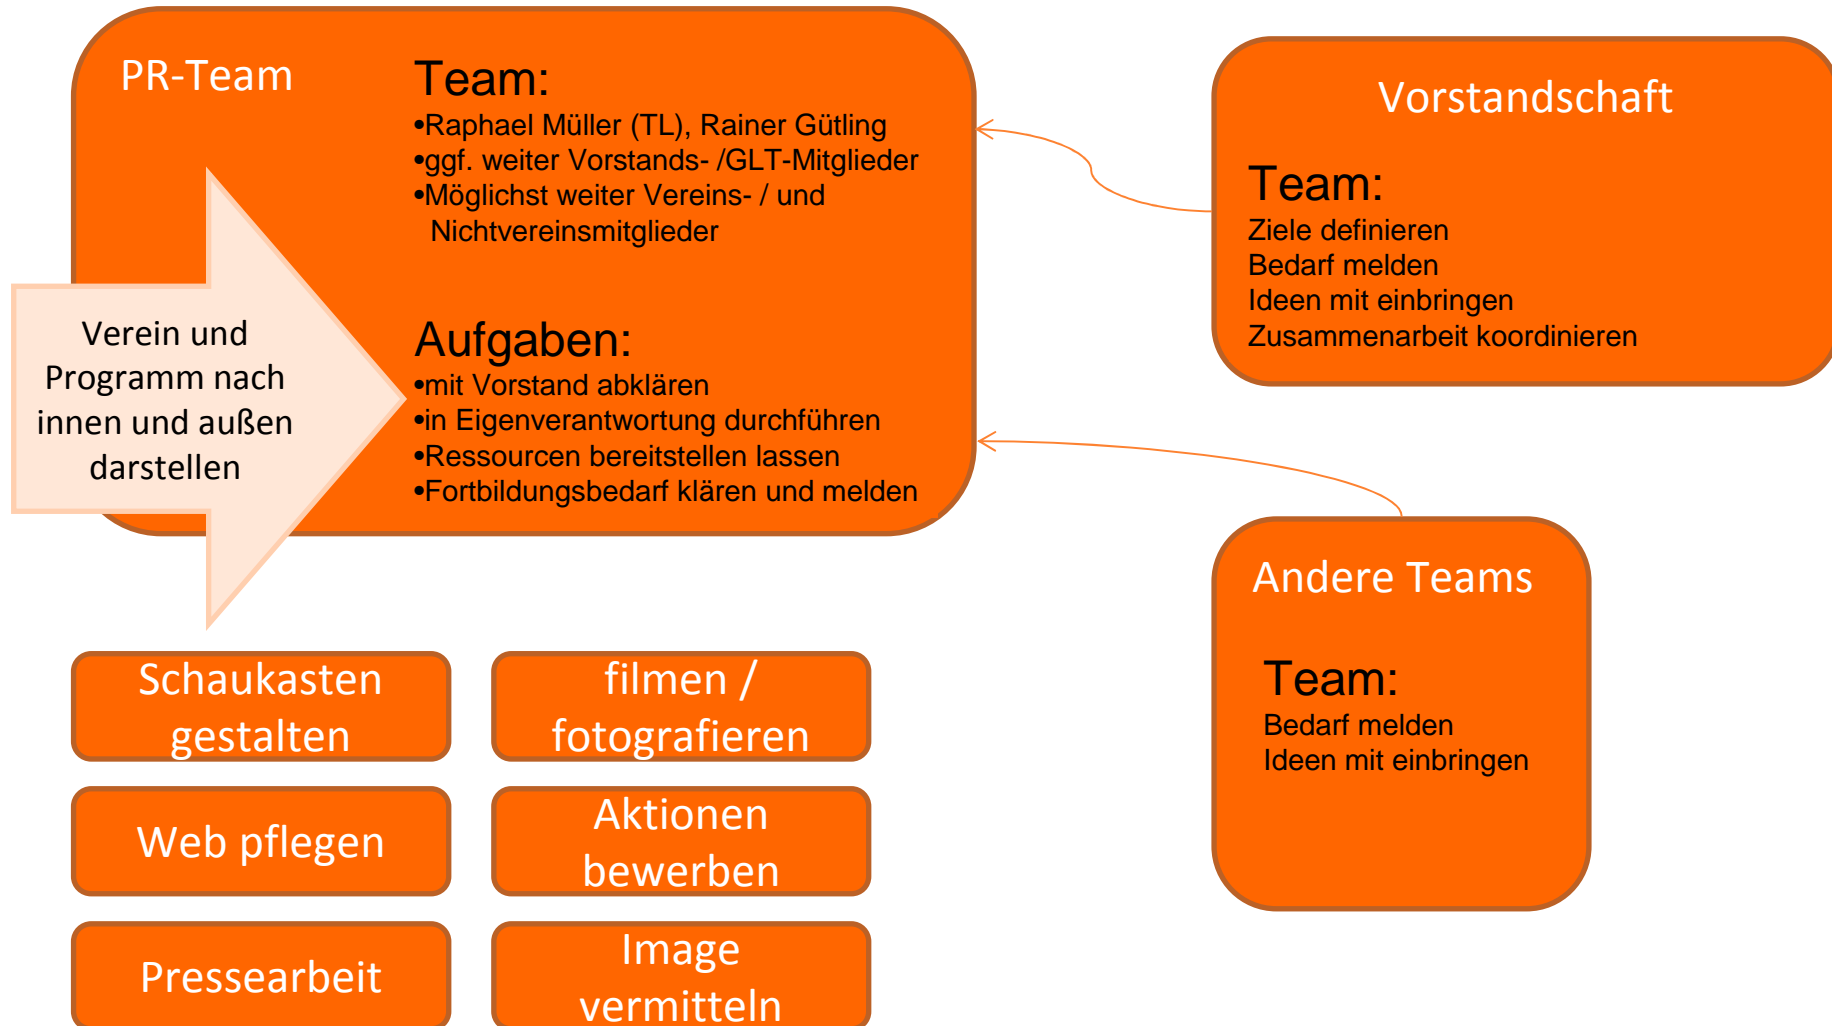 PR-Team
Team:
•Raphael Müller (TL), Rainer Gütling
•ggf. weiter Vorstands- /GLT-Mitglieder
•Möglichst weiter Vereins- / und
Nichtvereinsmitglieder
Aufgaben:
•mit Vorstand abklären
•in Eigenverantwortung durchführen
•Ressourcen bereitstellen lassen
•Fortbildungsbedarf klären und melden
Verein und
Programm nach
innen und außen
darstellen
Vorstandschaft
Team:
Ziele definieren
Bedarf melden
Ideen mit einbringen
Zusammenarbeit koordinieren
Andere Teams
Team:
Bedarf melden
Ideen mit einbringen
Schaukasten
gestalten
filmen /
fotografieren
Web pflegen
Aktionen
bewerben
Pressearbeit
Image
vermitteln